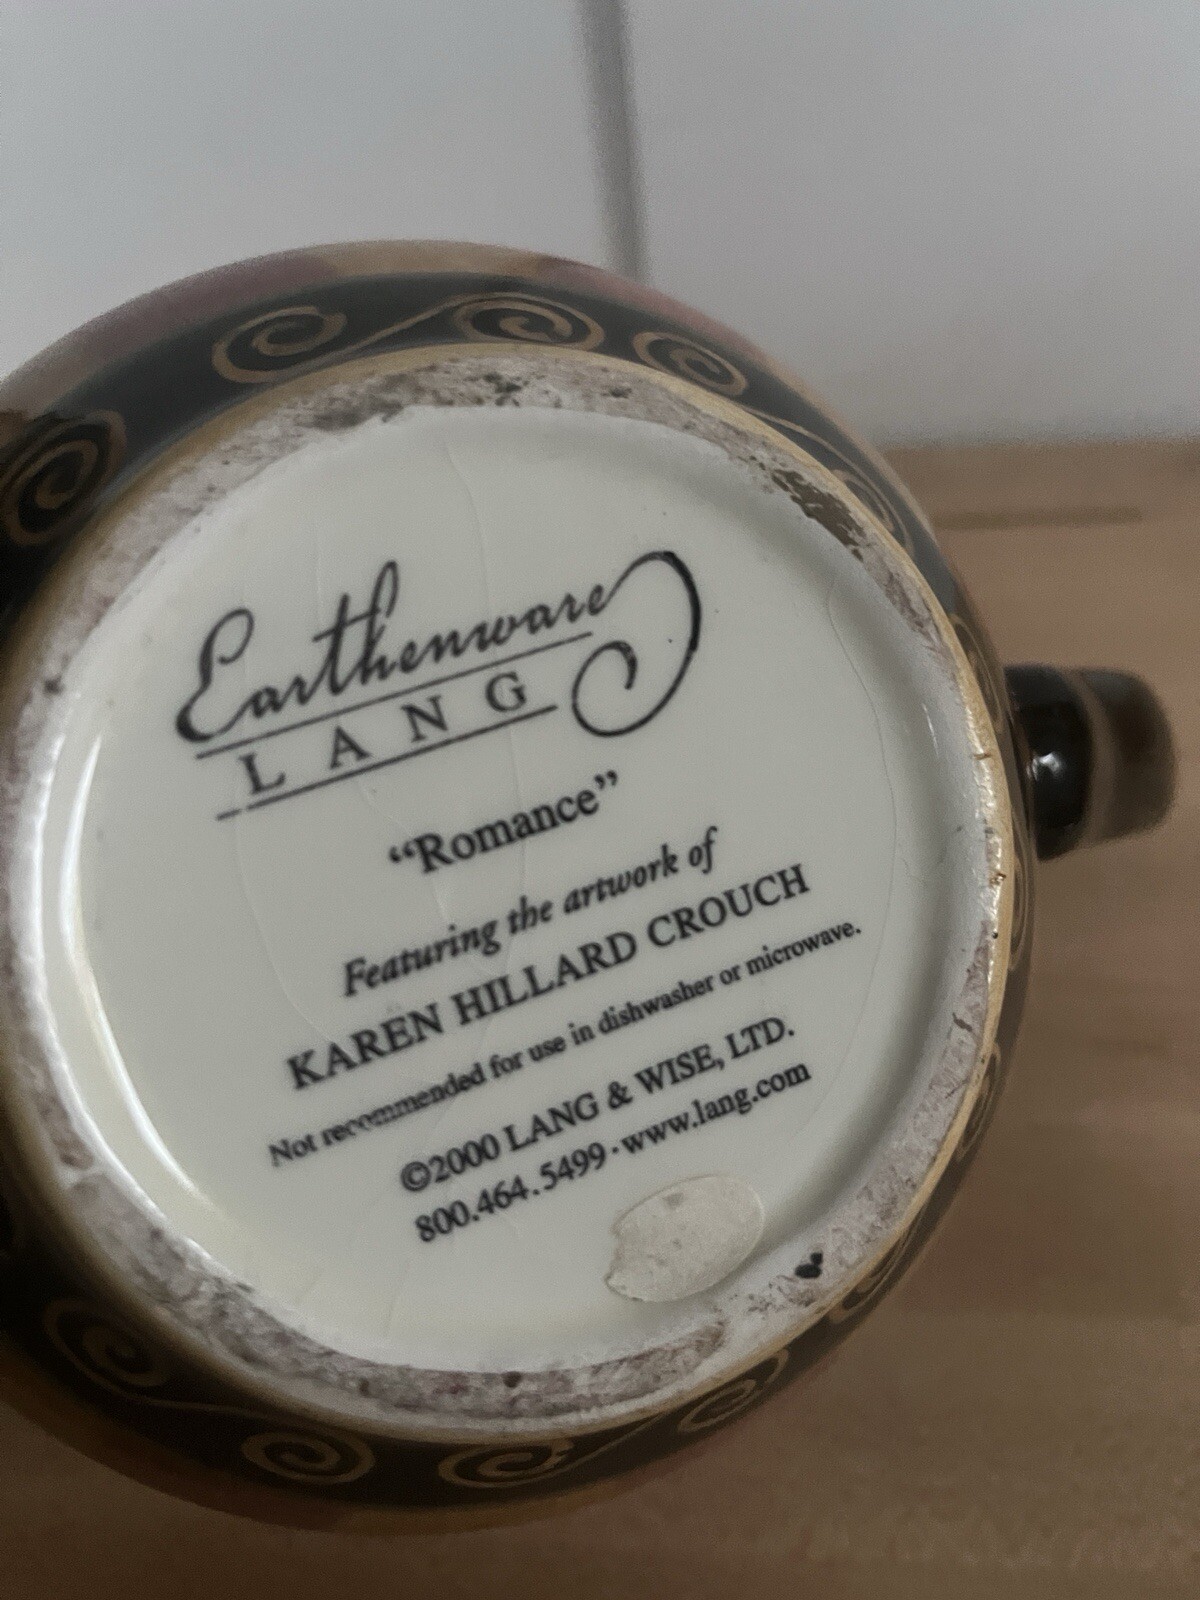 Earthenware
LANG
“Romance”
Featuring the artwork of
KAREN HILLARD CROUCH
Not recommended for use in dishwasher or microwave.
©2000 LANG & WISE, LTD.
800.464.5499 · www.lang.com